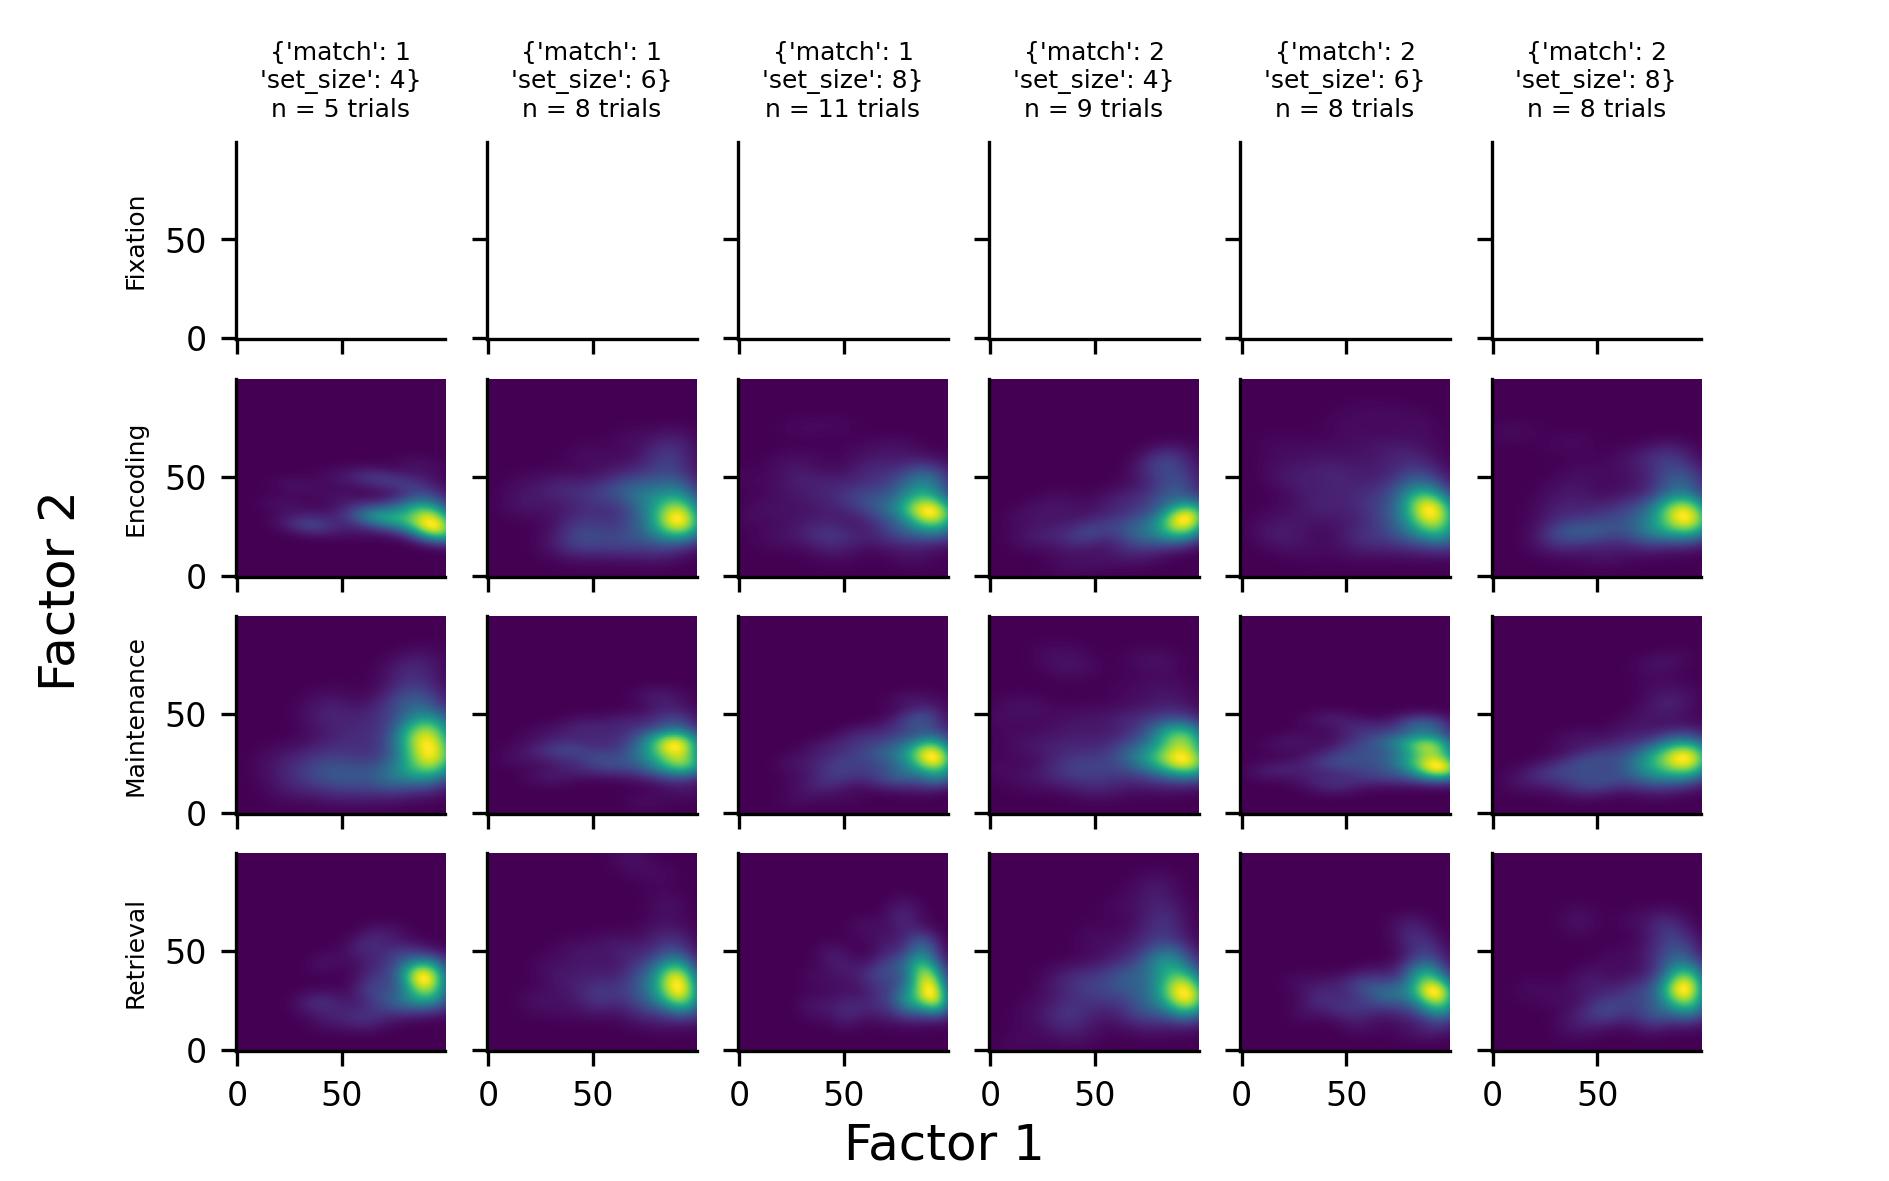 {'match': 1
'set_size': 4}
n = 5 trials
{'match': 1
'set_size': 6}
n = 8 trials
{'match': 1
'set_size': 8}
n = 11 trials
{'match': 2
'set_size': 4}
n = 9 trials
{'match': 2
'set_size': 6}
n = 8 trials
{'match': 2
'set_size': 8}
n = 8 trials
Factor 2
Fixation
50
0
Encoding
50
0
Maintenance
50
0
Retrieval
50
0
0 50 0 50 0 50 0 50 0 50 0 50
Factor 1